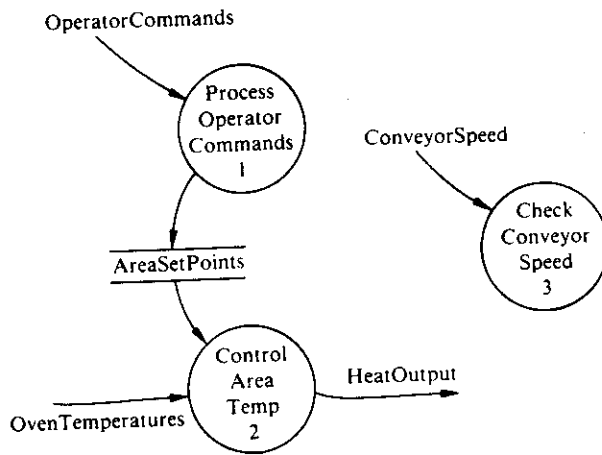 OperatorCommands
Process
Operator
Commands
1
ConveyorSpeed
Check
Conveyor
Speed
3
AreaSetPoints
Control
Area
Temp
2
HeatOutput
OvenTemperatures